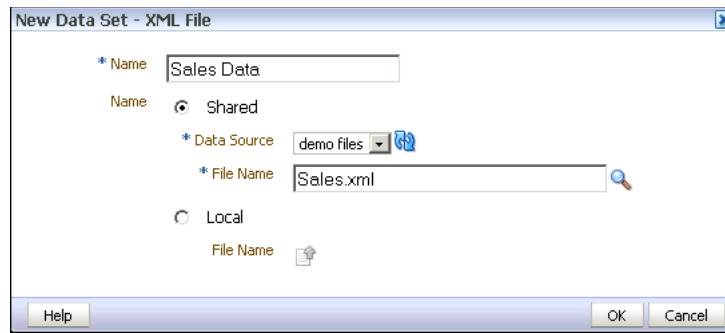 New Data Set - XML File
* Name Sales Data
Name Shared
* Data Source demo files
* File Name Sales.xml
Local
File Name
Help OK Cancel